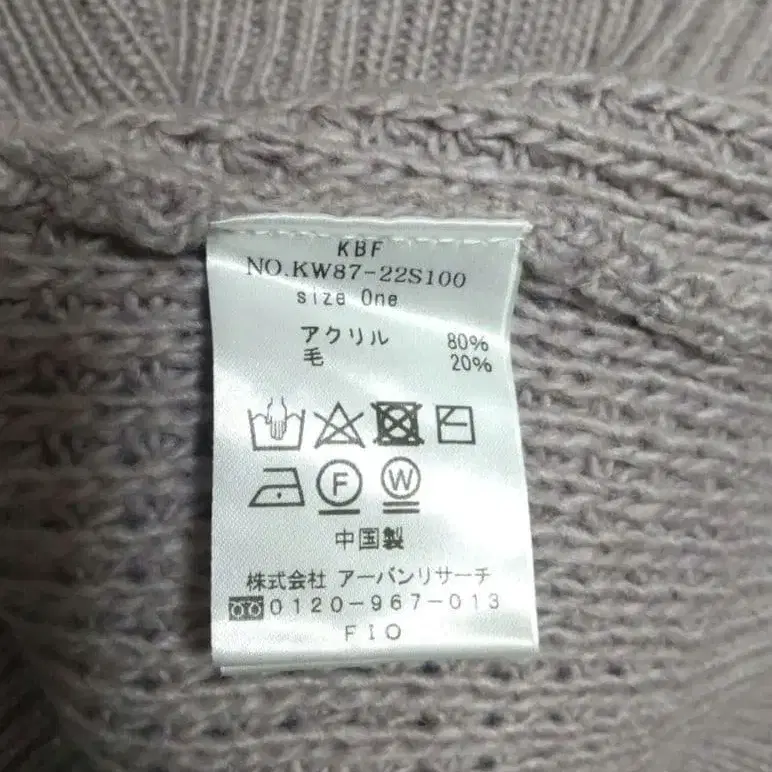 KBF
NO.KW87-22S100
size One
アクリル 80%
毛 20%
F W
中国製
株式会社 アーバンリサーチ
0120-967-013
FIO